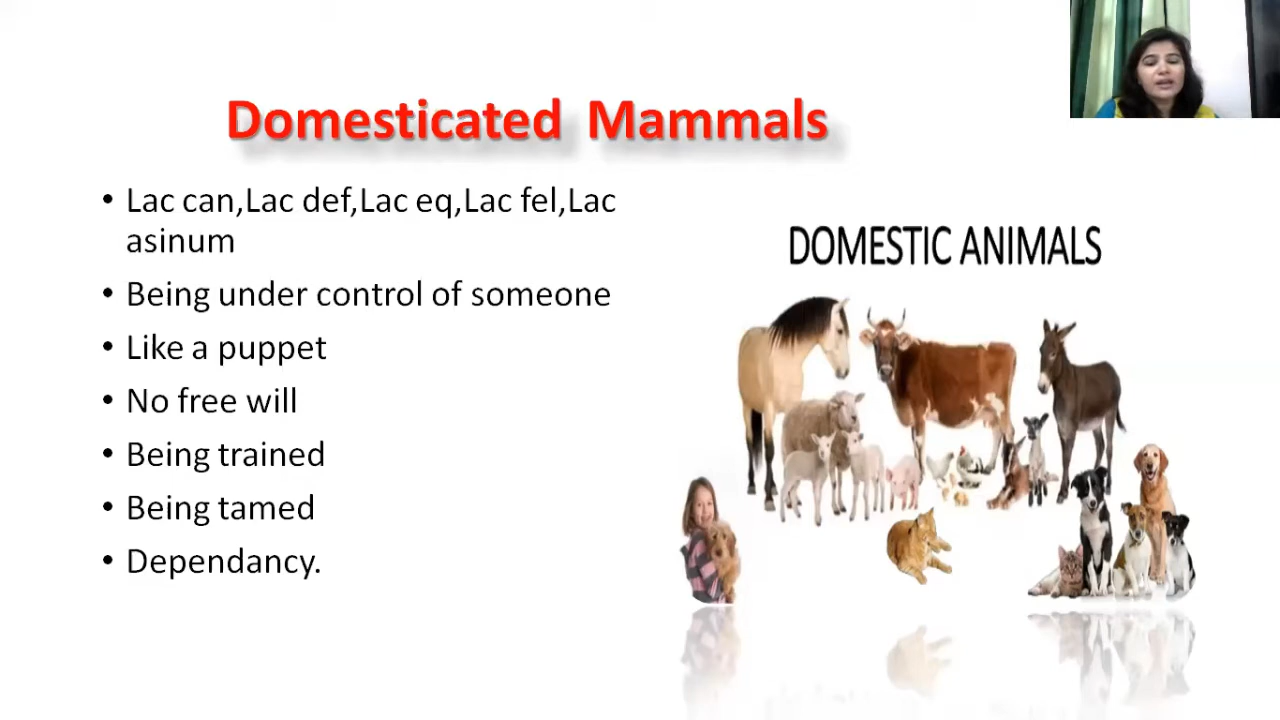 Domesticated Mammals
• Lac can,Lac def,Lac eq,Lac fel,Lac
asinum
• Being under control of someone
• Like a puppet
• No free will
• Being trained
• Being tamed
• Dependancy.
DOMESTIC ANIMALS